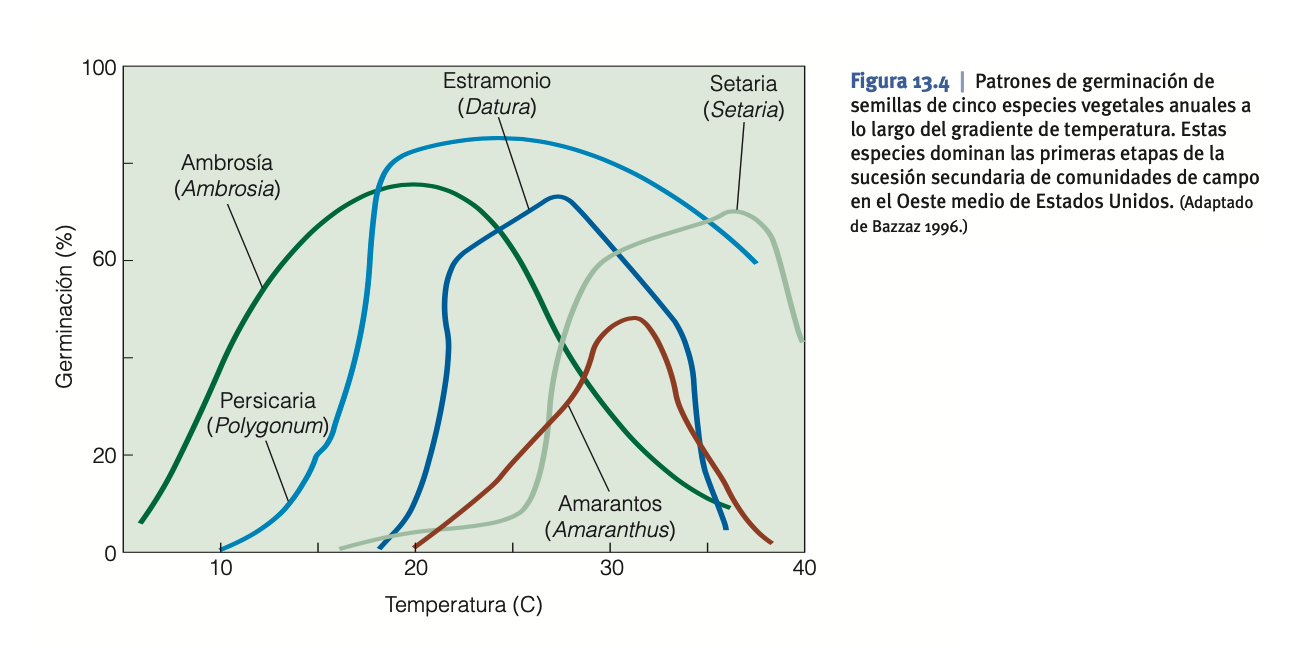 100
60
20
0
Germinación (%)
10
20
30
40
Temperatura (C)
Ambrosía
(Ambrosia)
Persicaria
(Polygonum)
Estramonio
(Datura)
Setaria
(Setaria)
Amarantos
(Amaranthus)
Figura 13.4 | Patrones de germinación de
semillas de cinco especies vegetales anuales a
lo largo del gradiente de temperatura. Estas
especies dominan las primeras etapas de la
sucesión secundaria de comunidades de campo
en el Oeste medio de Estados Unidos. (Adaptado
de Bazzaz 1996.)